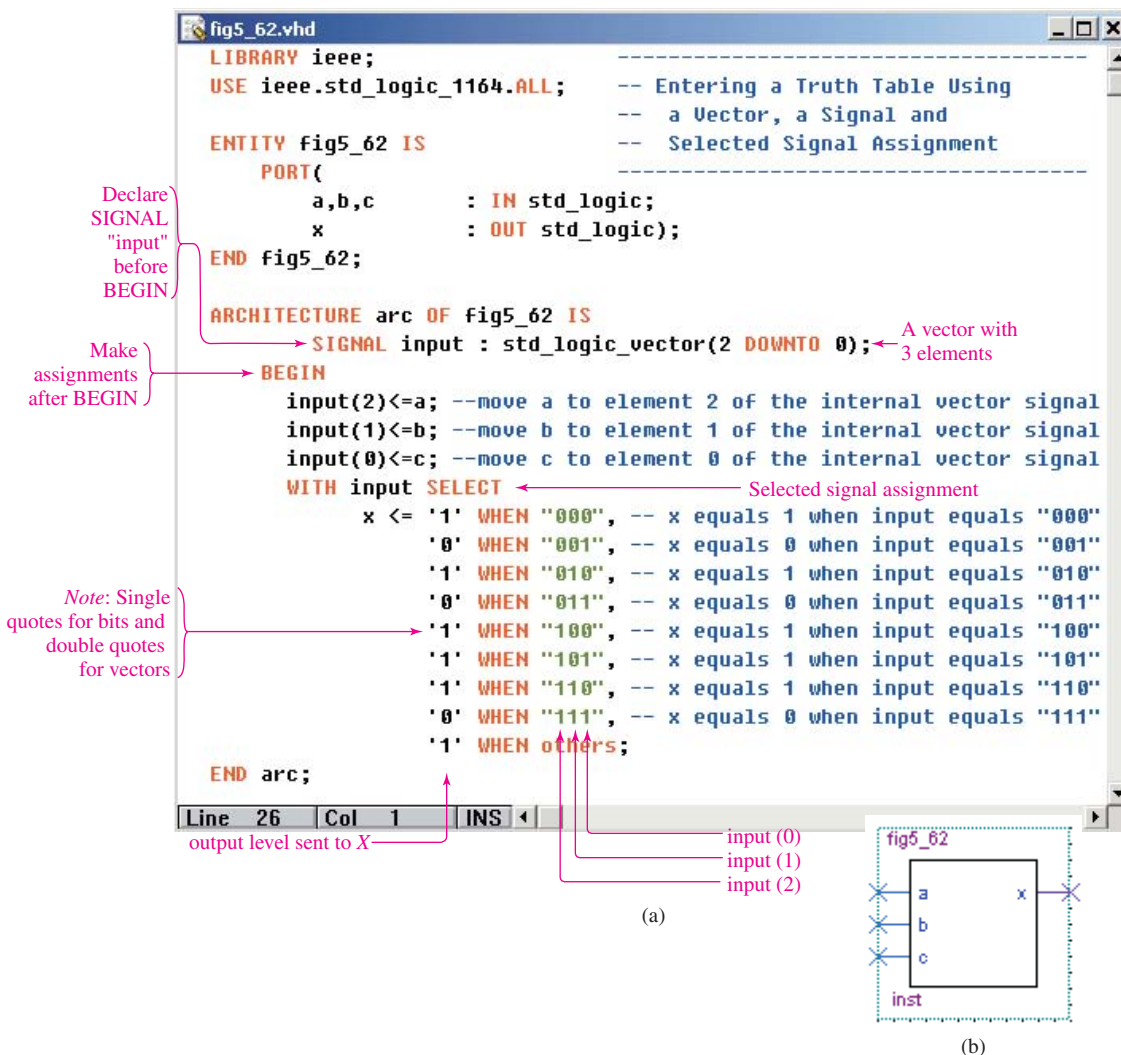 fig5_62.vhd
LIBRARY ieee; -------------------------------------
USE ieee.std_logic_1164.ALL; -- Entering a Truth Table Using
-- a Vector, a Signal and
ENTITY fig5_62 IS -- Selected Signal Assignment
PORT( -------------------------------------
a,b,c : IN std_logic;
x : OUT std_logic);
END fig5_62;
Declare
SIGNAL
"input"
before
BEGIN
ARCHITECTURE arc OF fig5_62 IS
SIGNAL input : std_logic_vector(2 DOWNTO 0);
A vector with
3 elements
Make
assignments
after BEGIN
BEGIN
input(2)<=a; --move a to element 2 of the internal vector signal
input(1)<=b; --move b to element 1 of the internal vector signal
input(0)<=c; --move c to element 0 of the internal vector signal
WITH input SELECT
Selected signal assignment
x <= '1' WHEN "000", -- x equals 1 when input equals "000"
'0' WHEN "001", -- x equals 0 when input equals "001"
'1' WHEN "010", -- x equals 1 when input equals "010"
'0' WHEN "011", -- x equals 0 when input equals "011"
'1' WHEN "100", -- x equals 1 when input equals "100"
'1' WHEN "101", -- x equals 1 when input equals "101"
'1' WHEN "110", -- x equals 1 when input equals "110"
'0' WHEN "111", -- x equals 0 when input equals "111"
'1' WHEN others;
Note: Single
quotes for bits and
double quotes
for vectors
END arc;
Line 26 Col 1 INS
output level sent to X
input (0)
input (1)
input (2)
(a)
fig5_62
a x
b
c
inst
(b)